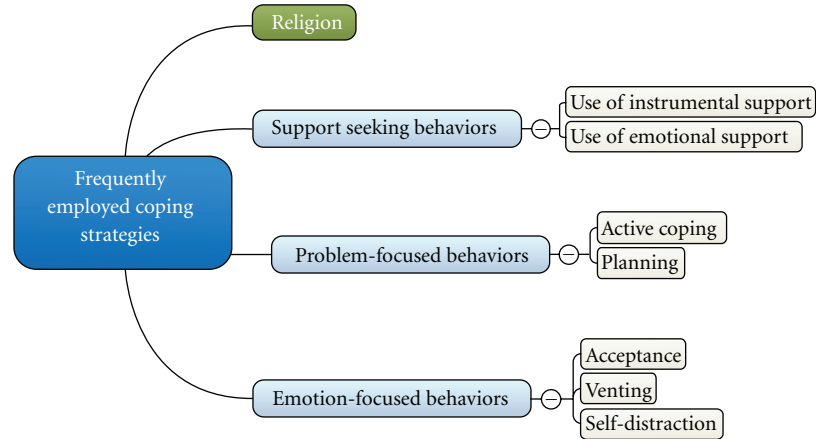 Religion
Support seeking behaviors
Use of instrumental support
Use of emotional support
Frequently
employed coping
strategies
Problem-focused behaviors
Active coping
Planning
Emotion-focused behaviors
Acceptance
Venting
Self-distraction